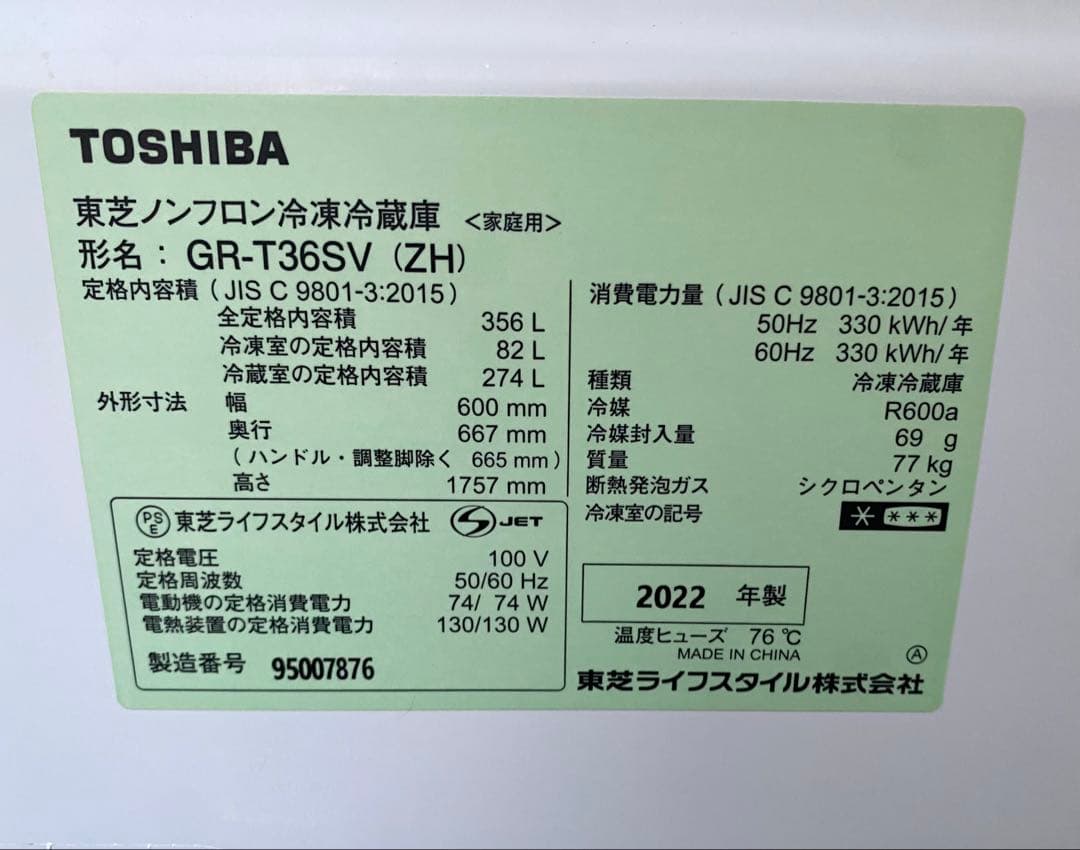 TOSHIBA
東芝ノンフロン冷凍冷蔵庫 <家庭用>
形名：GR-T36SV (ZH)
定格内容積 ( JIS C 9801-3:2015 )
全定格内容積 356 L
冷凍室の定格内容積 82 L
冷蔵室の定格内容積 274 L
外形寸法 幅 600 mm
奥行 667 mm
( ハンドル・調整脚除く 665 mm )
高さ 1757 mm
消費電力量 ( JIS C 9801-3:2015 )
50Hz 330 kWh/年
60Hz 330 kWh/年
種類 冷凍冷蔵庫
冷媒 R600a
冷媒封入量 69 g
質量 77 kg
断熱発泡ガス シクロペンタン
冷凍室の記号 * ***
PS E 東芝ライフスタイル株式会社 JET
定格電圧 100 V
定格周波数 50/60 Hz
電動機の定格消費電力 74/ 74 W
電熱装置の定格消費電力 130/130 W
製造番号 95007876
2022 年製
温度ヒューズ 76 ℃
MADE IN CHINA Ⓐ
東芝ライフスタイル株式会社